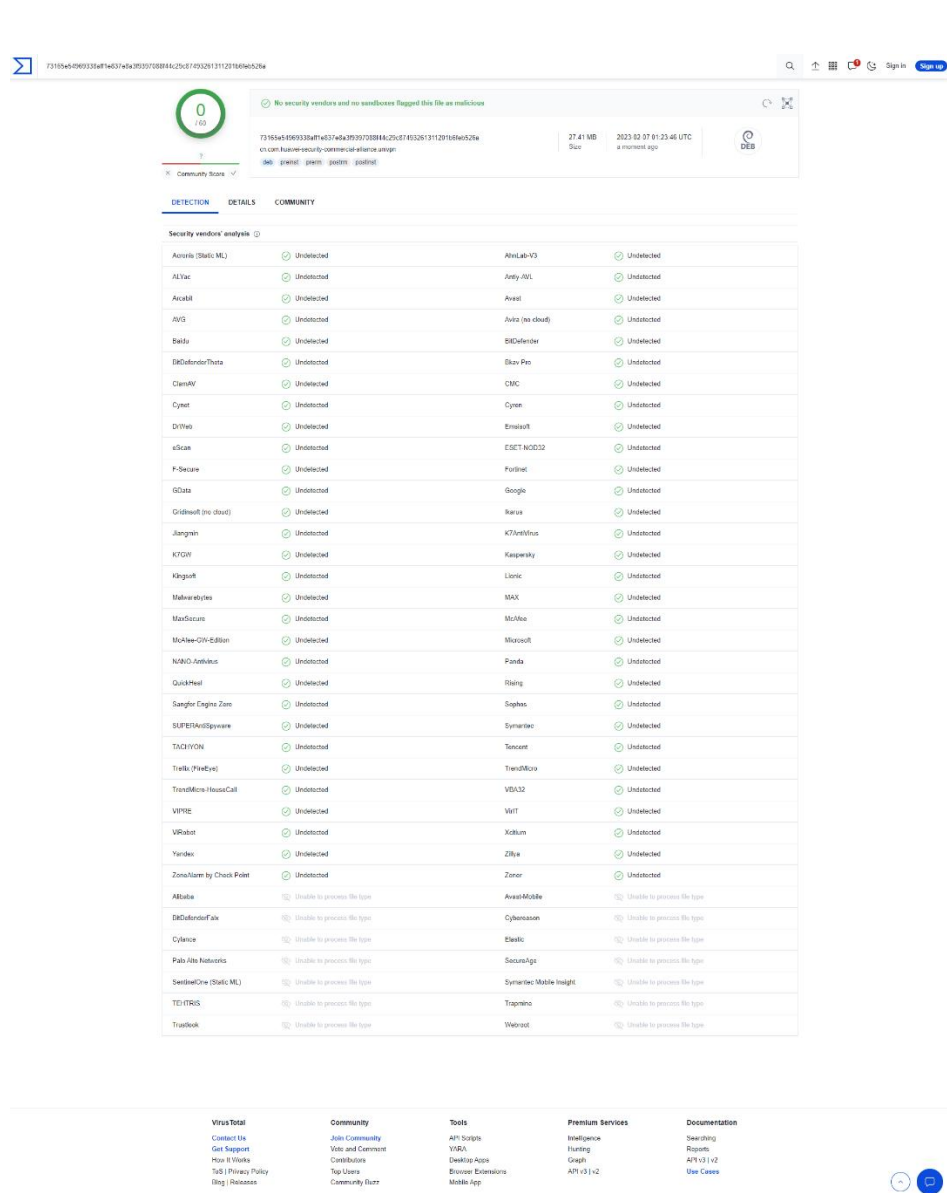 73165e54969338aff1e837e8a3f9397088f44c29c87493261311201b6feb526a
Sign in Sign up
0
/ 60
No security vendors and no sandboxes flagged this file as malicious
73165e54969338aff1e837e8a3f9397088f44c29c87493261311201b6feb526a
cn.com.huawei-security-commercial-alliance.univpn
deb preinst prerm postrm postinst
27.41 MB
Size
2023-02-07 01:23:46 UTC
a moment ago
DEB
?
Community Score
DETECTION DETAILS COMMUNITY
Security vendors' analysis
Acronis (Static ML) Undetected AhnLab-V3 Undetected
ALYac Undetected Antiy-AVL Undetected
Arcabit Undetected Avast Undetected
AVG Undetected Avira (no cloud) Undetected
Baidu Undetected BitDefender Undetected
BitDefenderTheta Undetected Bkav Pro Undetected
ClamAV Undetected CMC Undetected
Cynet Undetected Cyren Undetected
DrWeb Undetected Emsisoft Undetected
eScan Undetected ESET-NOD32 Undetected
F-Secure Undetected Fortinet Undetected
GData Undetected Google Undetected
Gridinsoft (no cloud) Undetected Ikarus Undetected
Jiangmin Undetected K7AntiVirus Undetected
K7GW Undetected Kaspersky Undetected
Kingsoft Undetected Lionic Undetected
Malwarebytes Undetected MAX Undetected
MaxSecure Undetected McAfee Undetected
McAfee-GW-Edition Undetected Microsoft Undetected
NANO-Antivirus Undetected Panda Undetected
QuickHeal Undetected Rising Undetected
Sangfor Engine Zero Undetected Sophos Undetected
SUPERAntiSpyware Undetected Symantec Undetected
TACHYON Undetected Tencent Undetected
Trellix (FireEye) Undetected TrendMicro Undetected
TrendMicro-HouseCall Undetected VBA32 Undetected
VIPRE Undetected VirIT Undetected
ViRobot Undetected Xcitium Undetected
Yandex Undetected Zillya Undetected
ZoneAlarm by Check Point Undetected Zoner Undetected
Alibaba Unable to process file type Avast-Mobile Unable to process file type
BitDefenderFalx Unable to process file type Cybereason Unable to process file type
Cylance Unable to process file type Elastic Unable to process file type
Palo Alto Networks Unable to process file type SecureAge Unable to process file type
SentinelOne (Static ML) Unable to process file type Symantec Mobile Insight Unable to process file type
TEHTRIS Unable to process file type Trapmine Unable to process file type
Trustlook Unable to process file type Webroot Unable to process file type
VirusTotal Community Tools Premium Services Documentation
Contact Us Join Community API Scripts Intelligence Searching
Get Support Vote and Comment YARA Hunting Reports
How It Works Contributors Desktop Apps Graph API v3 | v2
ToS | Privacy Policy Top Users Browser Extensions API v3 | v2 Use Cases
Blog | Releases Community Buzz Mobile App